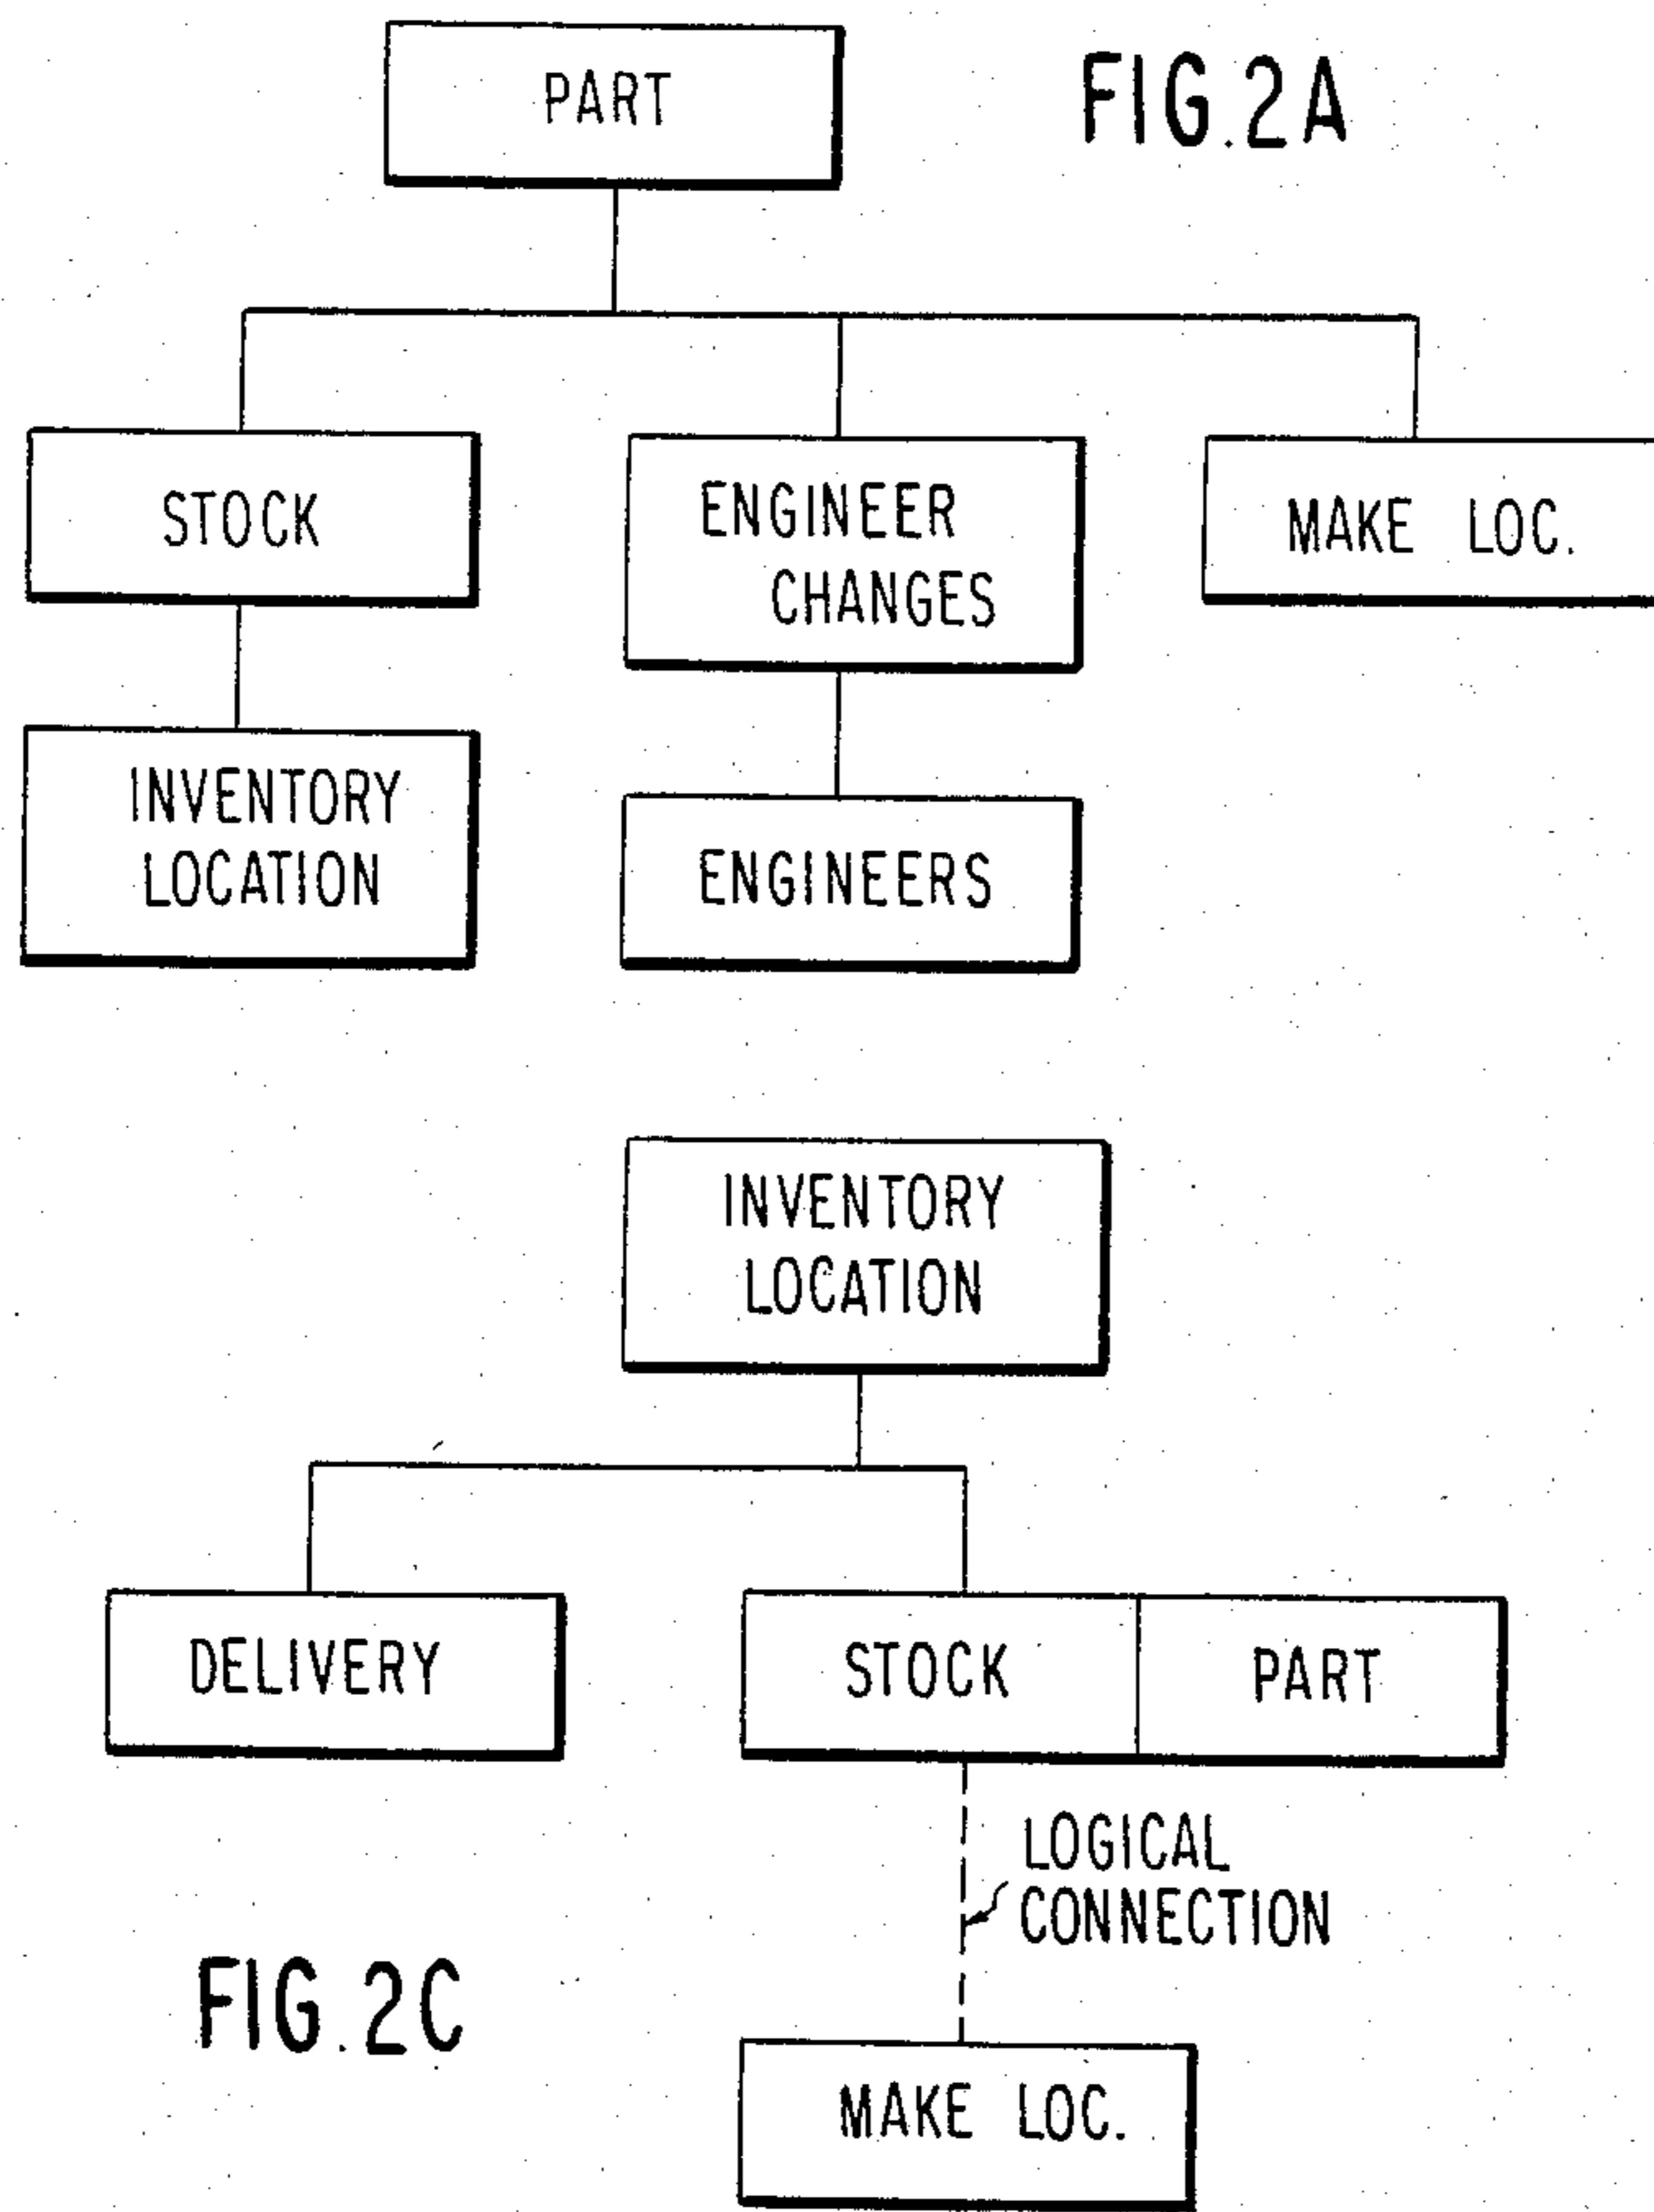 PART
FIG.2A
STOCK
ENGINEER
CHANGES
MAKE LOC.
INVENTORY
LOCATION
ENGINEERS
INVENTORY
LOCATION
DELIVERY
STOCK
PART
LOGICAL
CONNECTION
FIG.2C
MAKE LOC.